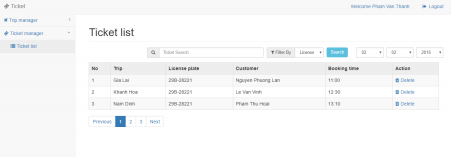 Ticket
Welcome Pham Van Thanh
Logout
Trip manager
Ticket manager
Ticket list
Ticket list
Ticket Search
Filter By
License
Search
02
02
2015
No Trip License plate Customer Booking time Action
1 Gia Lai 29B-28221 Nguyen Phuong Lan 11:00 Delete
2 Khanh Hoa 29B-28221 Le Van Vinh 12:30 Delete
3 Nam Dinh 29B-28221 Pham Thu Hoai 13:10 Delete
Previous 1 2 3 Next